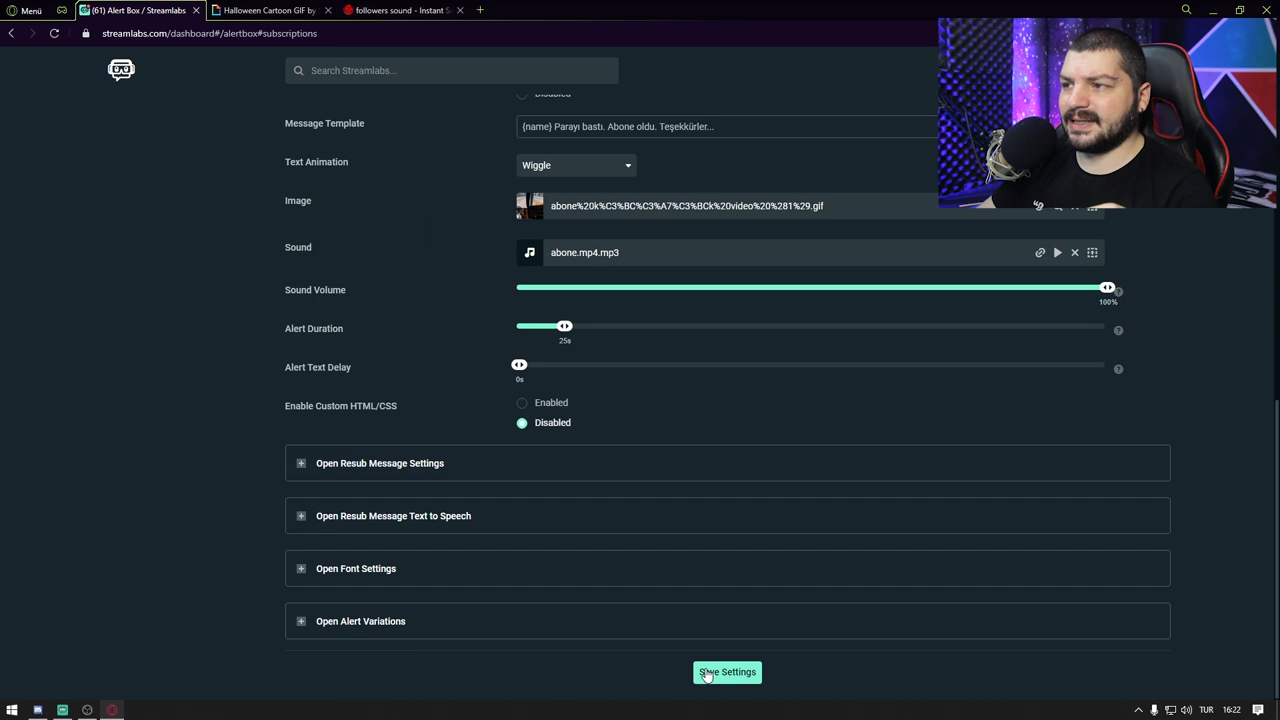 Menü
(61) Alert Box / Streamlabs
Halloween Cartoon GIF by
followers sound - Instant S
streamlabs.com/dashboard#/alertbox#subscriptions
Search Streamlabs...
Disabled
Message Template
{name} Parayı bastı. Abone oldu. Teşekkürler...
Text Animation
Wiggle
Image
abone%20k%C3%BC%C3%A7%C3%BCk%20video%20%281%29.gif
Sound
abone.mp4.mp3
Sound Volume
100%
Alert Duration
25s
Alert Text Delay
0s
Enable Custom HTML/CSS
Enabled
Disabled
Open Resub Message Settings
Open Resub Message Text to Speech
Open Font Settings
Open Alert Variations
Save Settings
TUR
16:22